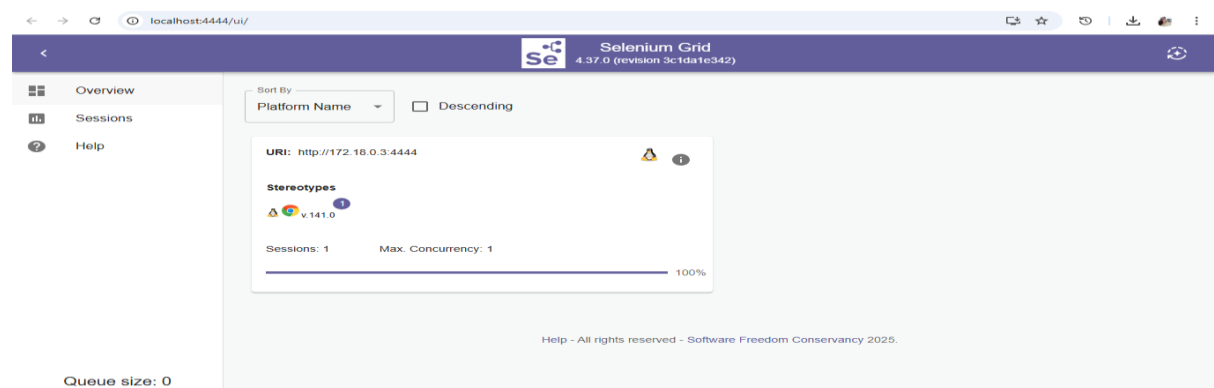 localhost:4444/ui/
Se
Selenium Grid
4.37.0 (revision 3c1da1e342)
Overview
Sessions
Help
Sort By
Platform Name
Descending
URI: http://172.18.0.3:4444
Stereotypes
v.141.0
1
Sessions: 1 Max. Concurrency: 1
100%
Help - All rights reserved - Software Freedom Conservancy 2025.
Queue size: 0